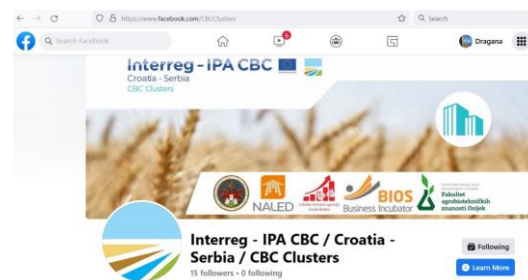 https://www.facebook.com/CBCClusters
Search
Search Facebook
6
Dragana
Interreg - IPA CBC
Croatia - Serbia
CBC Clusters
NALED
BIOS
Business Incubator
Fakultet
agrobiotehničkih
znanosti Osijek
Interreg - IPA CBC / Croatia -
Serbia / CBC Clusters
15 followers • 0 following
Following
Learn More